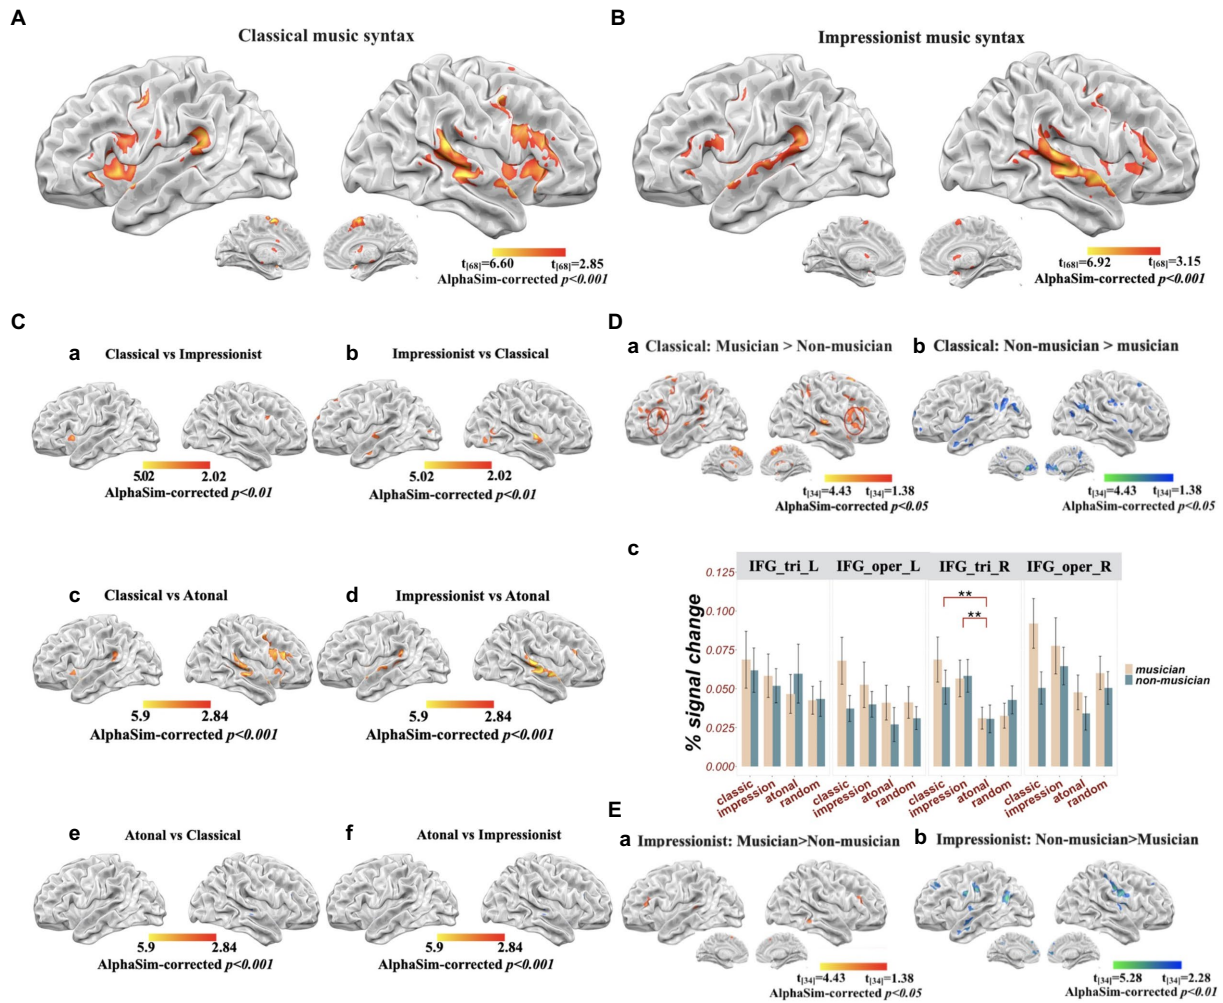 A
Classical music syntax
t[68]=6.60 t[68]=2.85
AlphaSim-corrected p<0.001
B
Impressionist music syntax
t[68]=6.92 t[68]=3.15
AlphaSim-corrected p<0.001
C
a Classical vs Impressionist
5.02 2.02
AlphaSim-corrected p<0.01
b Impressionist vs Classical
5.02 2.02
AlphaSim-corrected p<0.01
c Classical vs Atonal
5.9 2.84
AlphaSim-corrected p<0.001
d Impressionist vs Atonal
5.9 2.84
AlphaSim-corrected p<0.001
e Atonal vs Classical
5.9 2.84
AlphaSim-corrected p<0.001
f Atonal vs Impressionist
5.9 2.84
AlphaSim-corrected p<0.001
D
a Classical: Musician > Non-musician
t[34]=4.43 t[34]=1.38
AlphaSim-corrected p<0.05
b Classical: Non-musician > musician
t[34]=4.43 t[34]=1.38
AlphaSim-corrected p<0.05
c
IFG_tri_L IFG_oper_L IFG_tri_R IFG_oper_R
% signal change
0.125
0.100
0.075
0.050
0.025
0.000
** 
**
musician
non-musician
classic impression atonal random classic impression atonal random classic impression atonal random classic impression atonal random
E
a Impressionist: Musician>Non-musician
t[34]=4.43 t[34]=1.38
AlphaSim-corrected p<0.05
b Impressionist: Non-musician>Musician
t[34]=5.28 t[34]=2.28
AlphaSim-corrected p<0.01